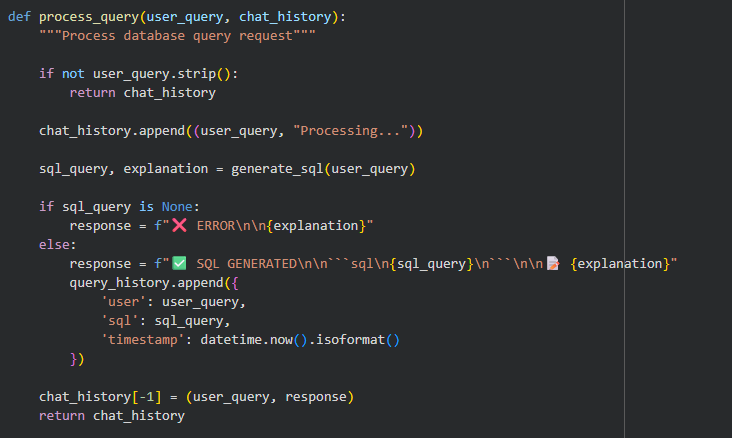 def process_query(user_query, chat_history):
    """Process database query request"""

    if not user_query.strip():
        return chat_history

    chat_history.append((user_query, "Processing..."))

    sql_query, explanation = generate_sql(user_query)

    if sql_query is None:
        response = f"❌ ERROR\n\n{explanation}"
    else:
        response = f"✅ SQL GENERATED\n\n```sql\n{sql_query}\n```\n\n📝 {explanation}"
        query_history.append({
            'user': user_query,
            'sql': sql_query,
            'timestamp': datetime.now().isoformat()
        })

    chat_history[-1] = (user_query, response)
    return chat_history